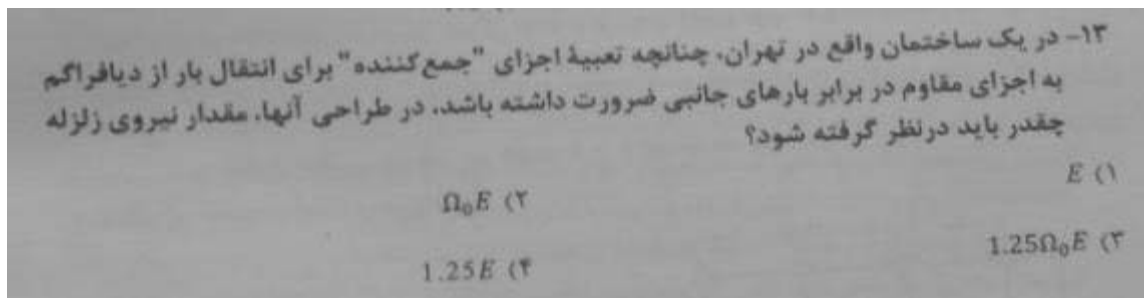 ۱۳- در یک ساختمان واقع در تهران، چنانچه تعبیهٔ اجزای "جمع‌کننده" برای انتقال بار از دیافراگم
به اجزای مقاوم در برابر بارهای جانبی ضرورت داشته باشد، در طراحی آنها، مقدار نیروی زلزله
چقدر باید درنظر گرفته شود؟
۱) E
۲) Ω₀E
۳) 1.25Ω₀E
۴) 1.25E